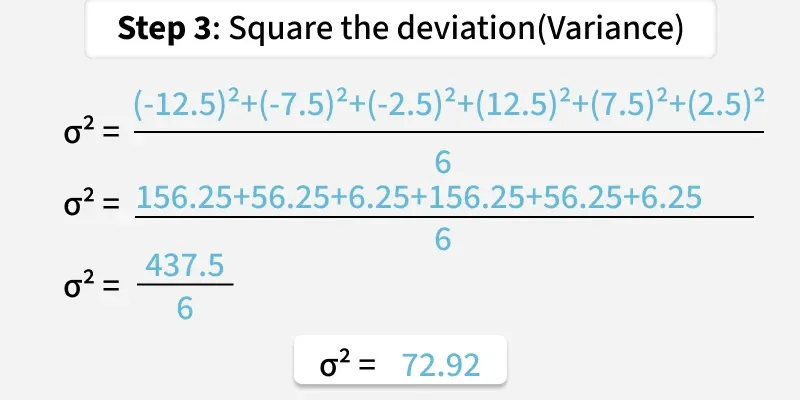 Step 3: Square the deviation(Variance)
(-12.5)²+(-7.5)²+(-2.5)²+(12.5)²+(7.5)²+(2.5)²
σ² =
6
156.25+56.25+6.25+156.25+56.25+6.25
σ² =
6
437.5
σ² =
6
σ² = 72.92